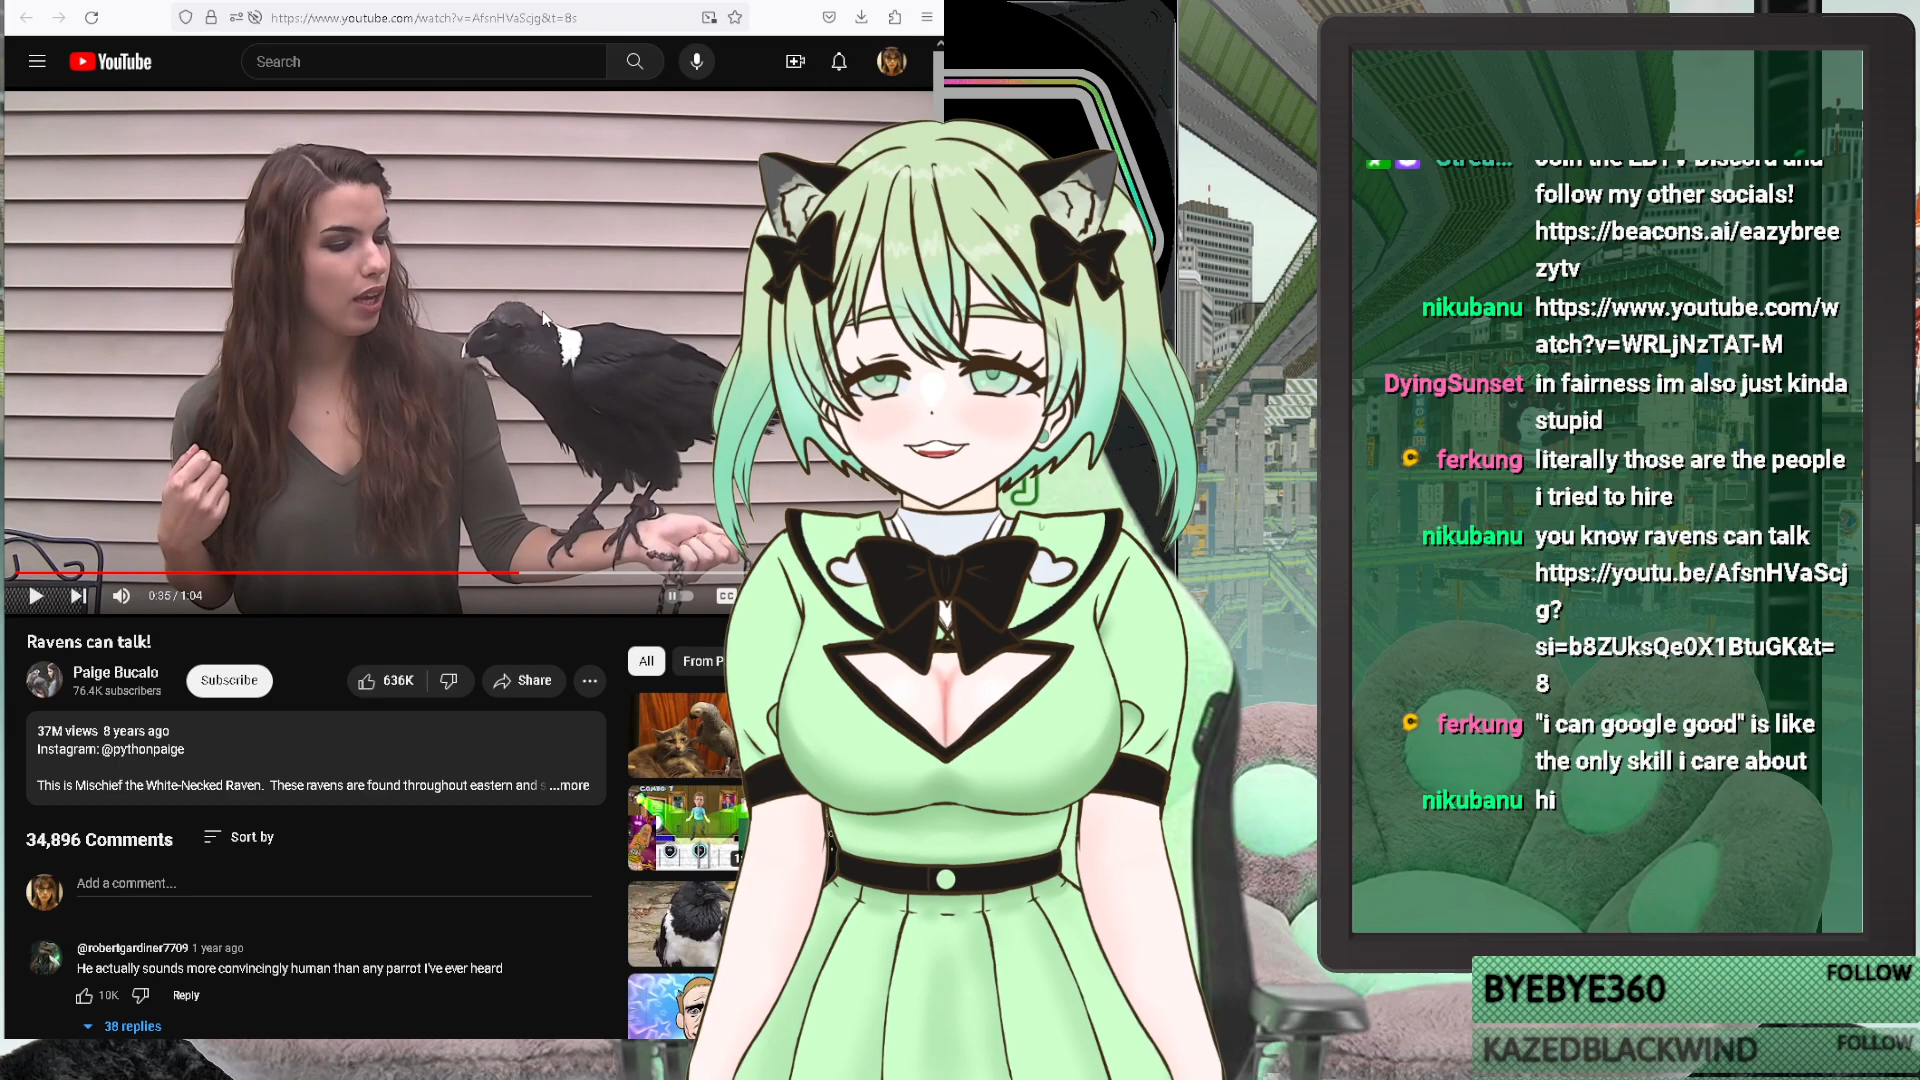 https://www.youtube.com/watch?v=AfsnHVaScjg&t=8s
YouTube
Search
0:35 / 1:04
CC
Ravens can talk!
Paige Bucalo
76.4K subscribers
Subscribe
636K
Share
All
From P
37M views 8 years ago
Instagram: @pythonpaige
This is Mischief the White-Necked Raven. These ravens are found throughout eastern and s ...more
34,896 Comments
Sort by
Add a comment...
@robertgardiner7709 1 year ago
He actually sounds more convincingly human than any parrot I've ever heard
10K
Reply
38 replies
Join the EBTV Discord and
follow my other socials!
https://beacons.ai/eazybree
zytv
nikubanu https://www.youtube.com/w
atch?v=WRLjNzTAT-M
DyingSunset in fairness im also just kinda
stupid
ferkung literally those are the people
i tried to hire
nikubanu you know ravens can talk
https://youtu.be/AfsnHVaScj
g?
si=b8ZUksQe0X1BtuGK&t=
8
ferkung "i can google good" is like
the only skill i care about
nikubanu hi
BYEBYE360 FOLLOW
KAZEDBLACKWIND FOLLOW